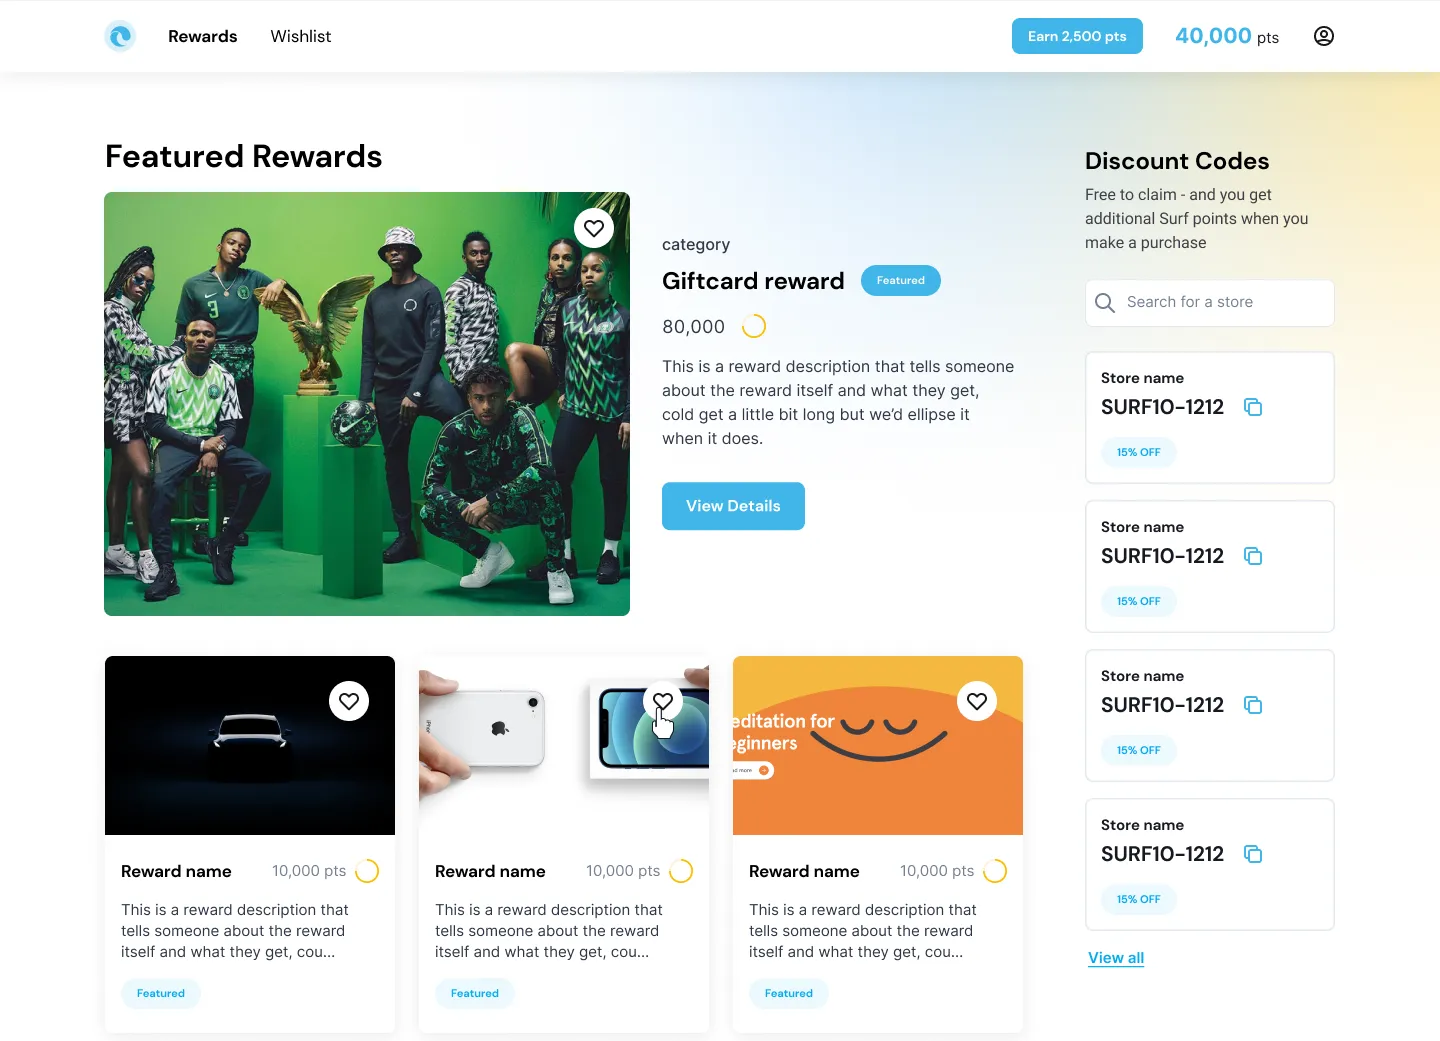 Rewards
Wishlist
Earn 2,500 pts
40,000 pts
Featured Rewards
category
Giftcard reward
Featured
80,000
This is a reward description that tells someone
about the reward itself and what they get,
cold get a little bit long but we’d ellipse it
when it does.
View Details
Reward name
10,000 pts
This is a reward description that
tells someone about the reward
itself and what they get, cou...
Featured
Reward name
10,000 pts
This is a reward description that
tells someone about the reward
itself and what they get, cou...
Featured
editation for
eginners
more
Reward name
10,000 pts
This is a reward description that
tells someone about the reward
itself and what they get, cou...
Featured
Discount Codes
Free to claim - and you get
additional Surf points when you
make a purchase
Search for a store
Store name
SURF10-1212
15% OFF
Store name
SURF10-1212
15% OFF
Store name
SURF10-1212
15% OFF
Store name
SURF10-1212
15% OFF
View all